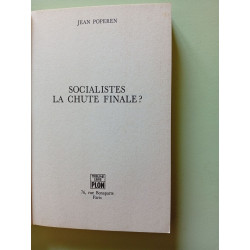 JEAN POPEREN
SOCIALISTES
LA CHUTE FINALE ?
PLON
76, rue Bonaparte
Paris